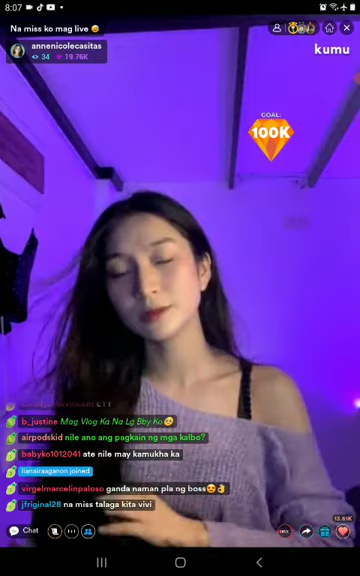 8:07
Na miss ko mag live 😄
annenicolecasitas
34 19.76K
kumu
GOAL:
100K
b_justine Mag Vlog Ka Na Lg Bby Ko
airpodskid nile ano ang pagkain ng mga kalbo?
babyko1012041 ate nile may kamukha ka
lianairaaganon joined
virgelmarcelinpaloso ganda naman pla ng boss😍👌
jfriginal28 na miss talaga kita vivi
Chat
13.61K